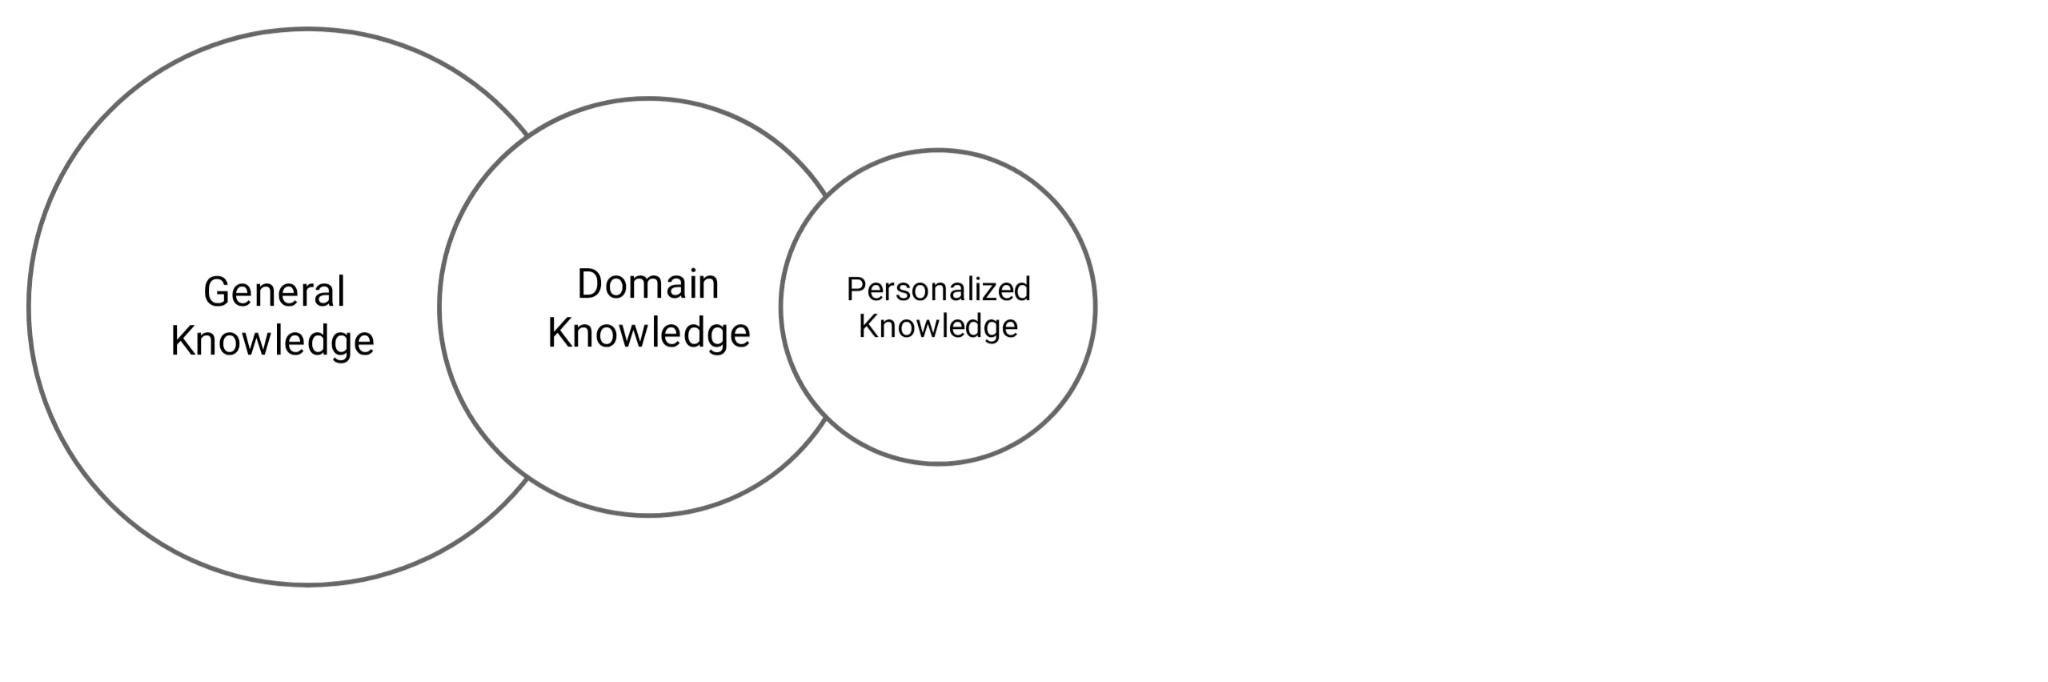 General
Knowledge
Domain
Knowledge
Personalized
Knowledge